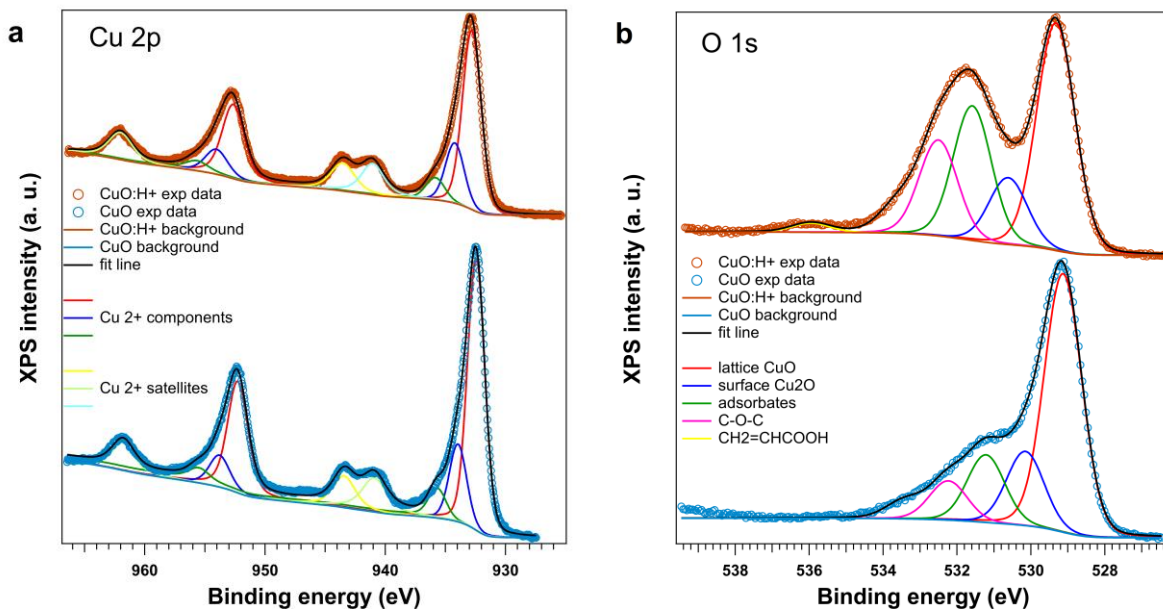 a
Cu 2p
CuO:H+ exp data
CuO exp data
CuO:H+ background
CuO background
fit line
Cu 2+ components
Cu 2+ satellites
XPS intensity (a. u.)
960 950 940 930
Binding energy (eV)
b
O 1s
CuO:H+ exp data
CuO exp data
CuO:H+ background
CuO background
fit line
lattice CuO
surface Cu2O
adsorbates
C-O-C
CH2=CHCOOH
XPS intensity (a. u.)
538 536 534 532 530 528
Binding energy (eV)